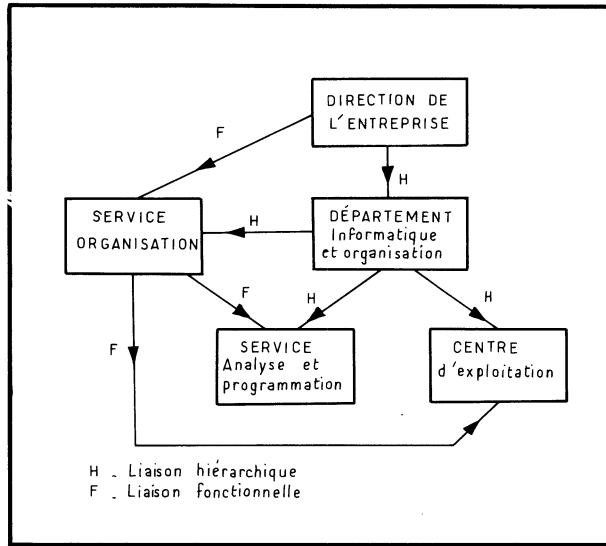 DIRECTION DE
L'ENTREPRISE
F
H
SERVICE
ORGANISATION
H
DÉPARTEMENT
Informatique
et organisation
F
H
H
F
SERVICE
Analyse et
programmation
CENTRE
d'exploitation
H _ Liaison hiérarchique
F _ Liaison fonctionnelle